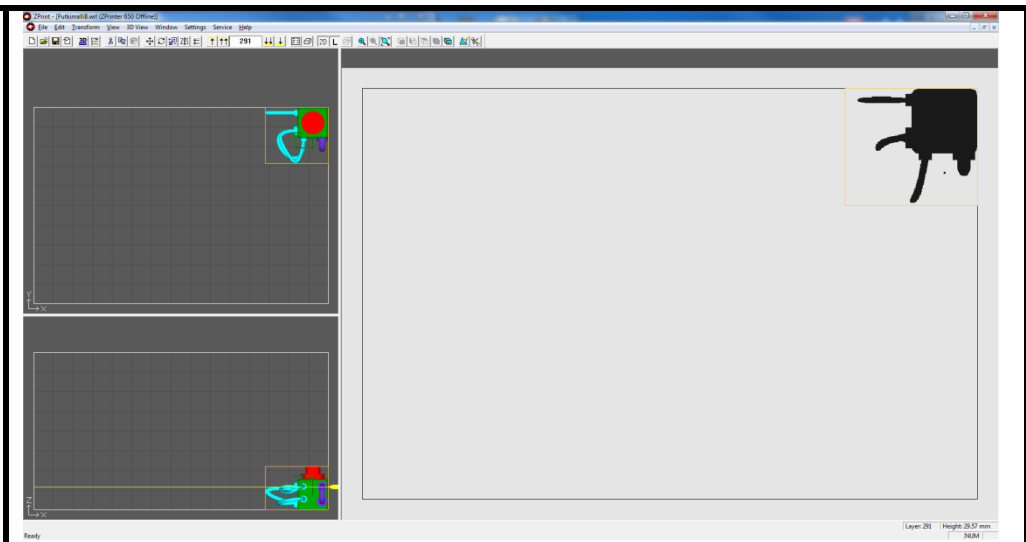 ZPrint - [Putkimalli8.wrl (ZPrinter 650 Offline)]
File Edit Transform View 3D View Window Settings Service Help
291 2D L
Y
X
Z
X
Layer: 291 Height: 29.57 mm
Ready NUM